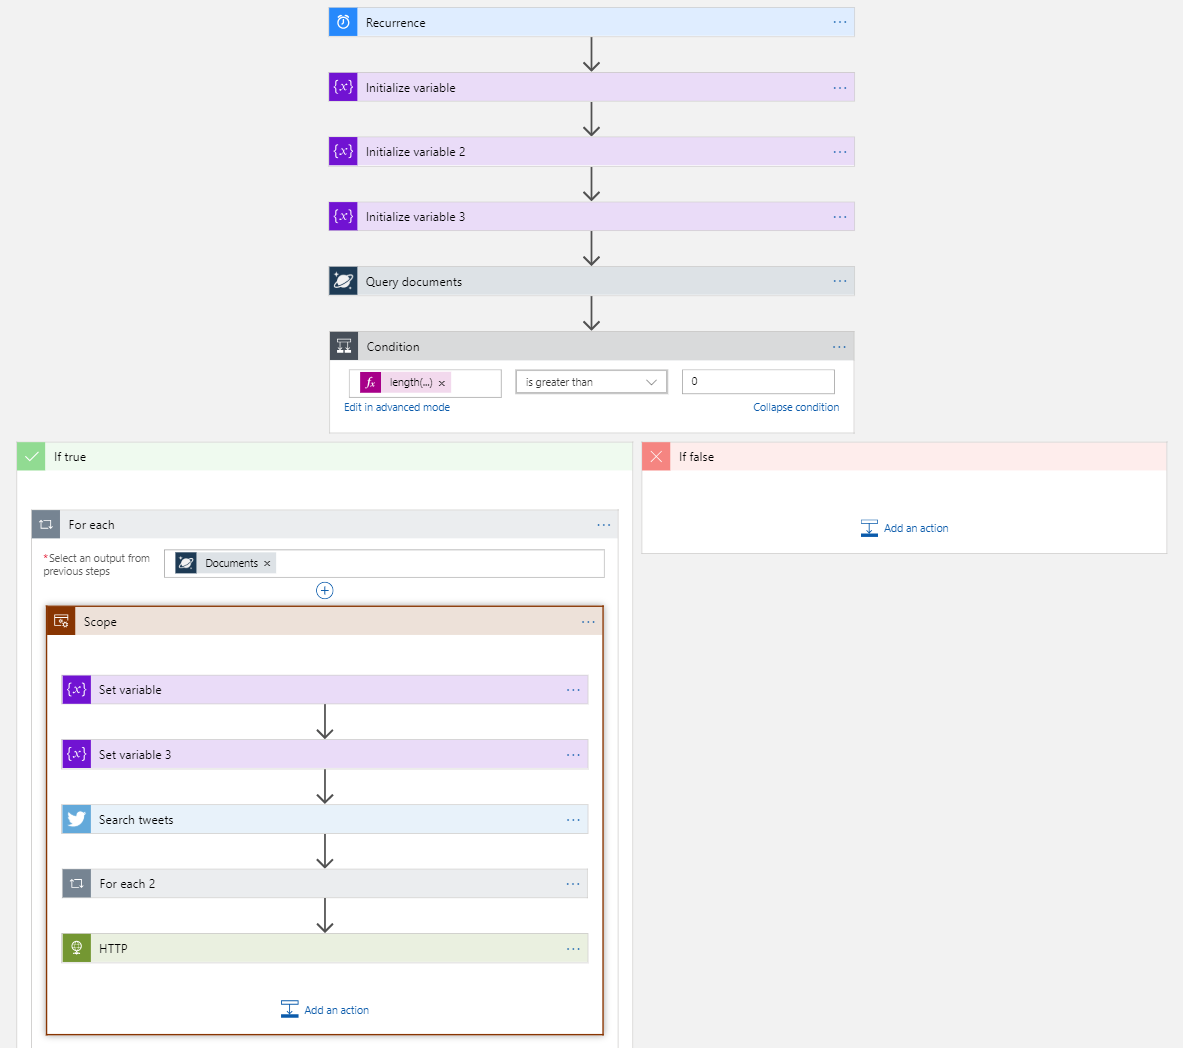 Recurrence
{x} Initialize variable
{x} Initialize variable 2
{x} Initialize variable 3
Query documents
Condition
fx length(...) × is greater than 0
Edit in advanced mode Collapse condition
If true
If false
For each
Add an action
*Select an output from
previous steps
Documents ×
Scope
{x} Set variable
{x} Set variable 3
Search tweets
For each 2
HTTP
Add an action